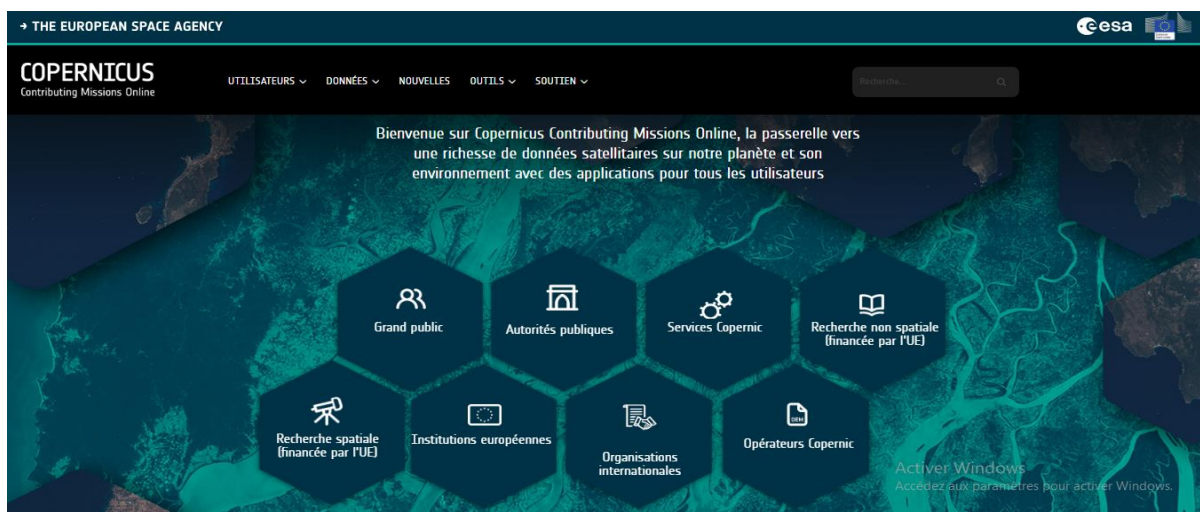 → THE EUROPEAN SPACE AGENCY
esa
COPERNICUS
Contributing Missions Online
UTILISATEURS
DONNÉES
NOUVELLES
OUTILS
SOUTIEN
Recherche...
Bienvenue sur Copernicus Contributing Missions Online, la passerelle vers
une richesse de données satellitaires sur notre planète et son
environnement avec des applications pour tous les utilisateurs
Grand public
Autorités publiques
Services Copernic
Recherche non spatiale
(financée par l'UE)
Recherche spatiale
(financée par l'UE)
Institutions européennes
Organisations
internationales
DEM
Opérateurs Copernic
Activer Windows
Accédez aux paramètres pour activer Windows.